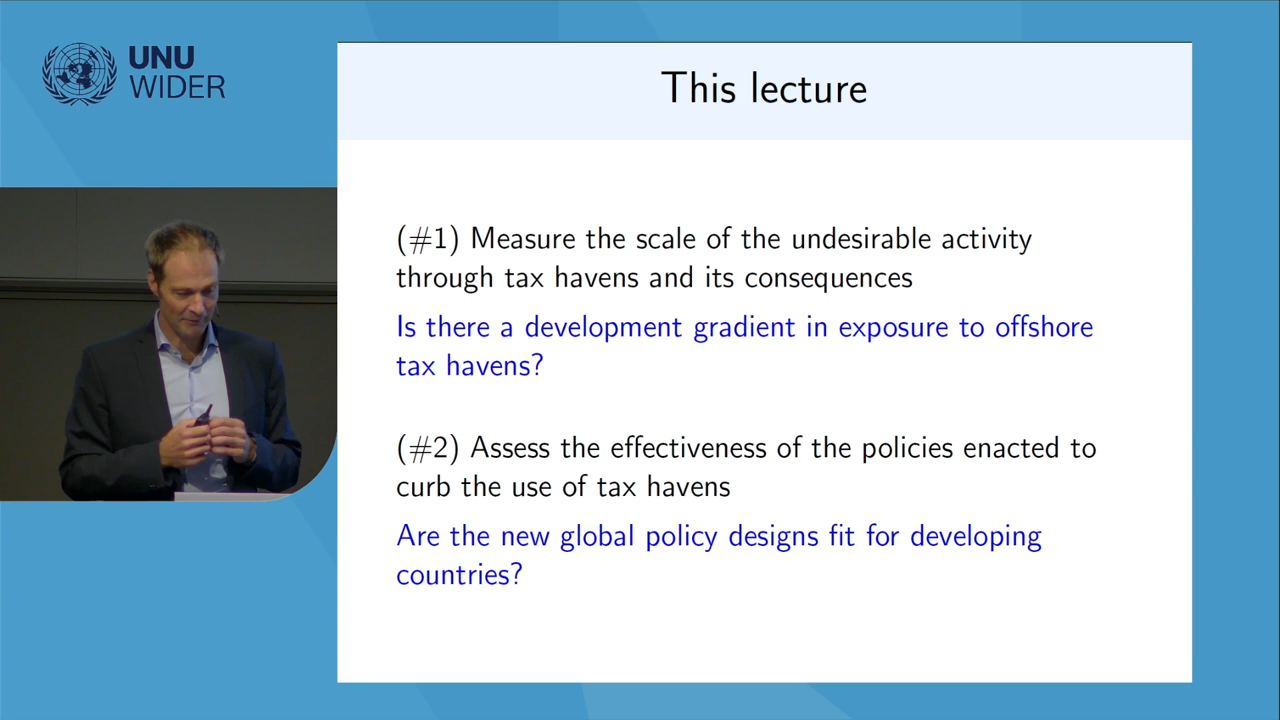 UNU
WIDER
This lecture
(#1) Measure the scale of the undesirable activity
through tax havens and its consequences
Is there a development gradient in exposure to offshore
tax havens?
(#2) Assess the effectiveness of the policies enacted to
curb the use of tax havens
Are the new global policy designs fit for developing
countries?